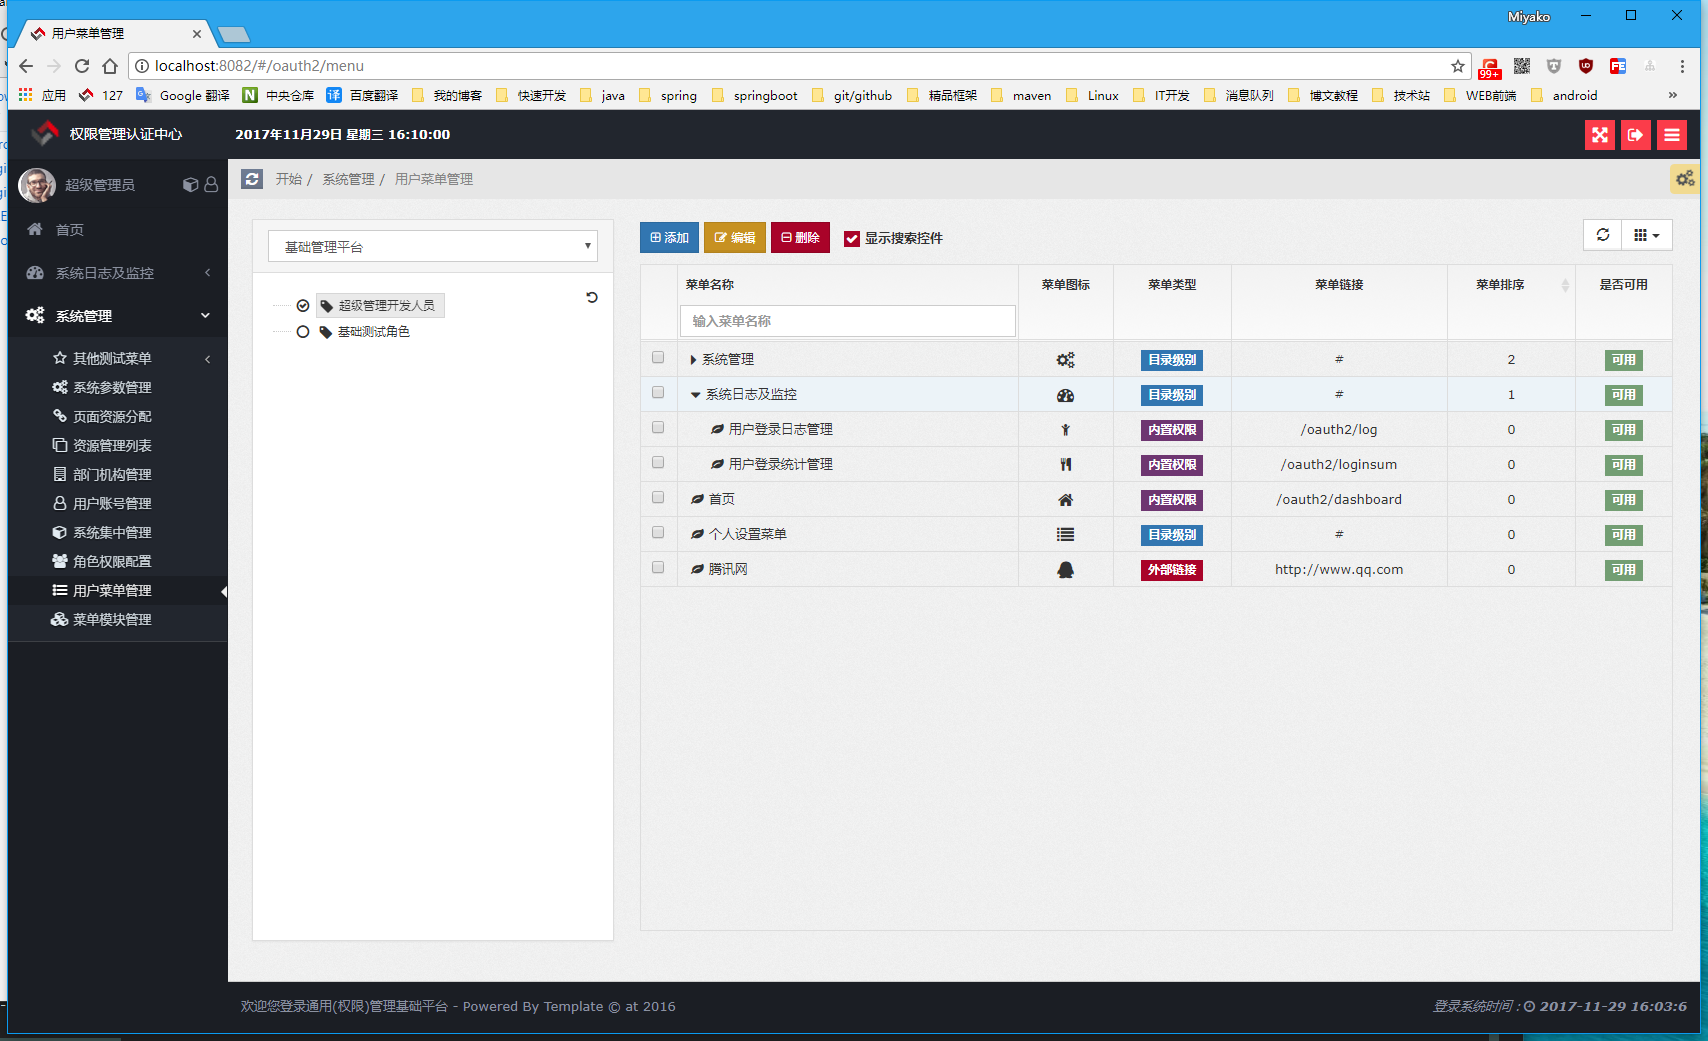 Miyako
用户菜单管理
localhost:8082/#/oauth2/menu
99+
应用 127 Google 翻译 N 中央仓库 译 百度翻译 我的博客 快速开发 java spring springboot git/github 精品框架 maven Linux IT开发 消息队列 博文教程 技术站 WEB前端 android »
权限管理认证中心 2017年11月29日 星期三 16:10:00
超级管理员
首页
系统日志及监控
系统管理
其他测试菜单
系统参数管理
页面资源分配
资源管理列表
部门机构管理
用户账号管理
系统集中管理
角色权限配置
用户菜单管理
菜单模块管理
开始 / 系统管理 / 用户菜单管理
基础管理平台
超级管理开发人员
基础测试角色
添加 编辑 删除 显示搜索控件
菜单名称 菜单图标 菜单类型 菜单链接 菜单排序 是否可用
输入菜单名称
系统管理 目录级别 # 2 可用
系统日志及监控 目录级别 # 1 可用
用户登录日志管理 内置权限 /oauth2/log 0 可用
用户登录统计管理 内置权限 /oauth2/loginsum 0 可用
首页 内置权限 /oauth2/dashboard 0 可用
个人设置菜单 目录级别 # 0 可用
腾讯网 外部链接 http://www.qq.com 0 可用
欢迎您登录通用(权限)管理基础平台 - Powered By Template © at 2016
登录系统时间 : 2017-11-29 16:03:6